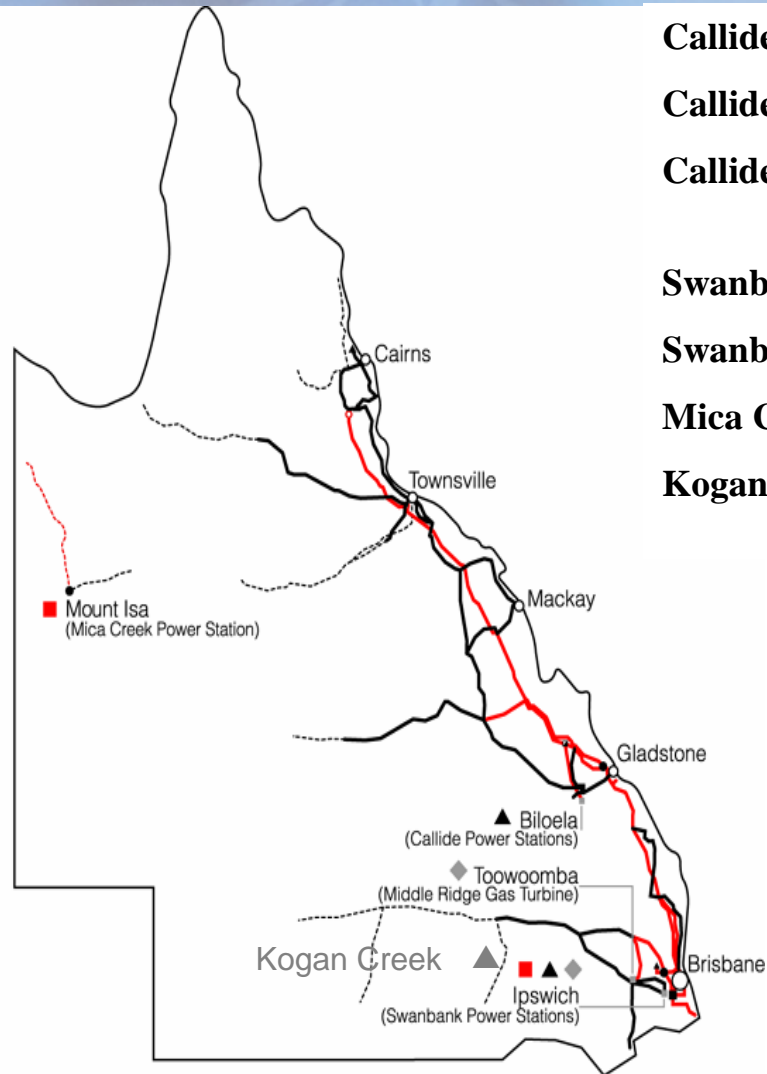 Callide
Callide
Callide
Swanb
Swanb
Mica
Kogan
Cairns
Townsville
Mount Isa
(Mica Creek Power Station)
Mackay
Gladstone
Biloela
(Callide Power Stations)
Toowoomba
(Middle Ridge Gas Turbine)
Kogan Creek
Brisbane
Ipswich
(Swanbank Power Stations)